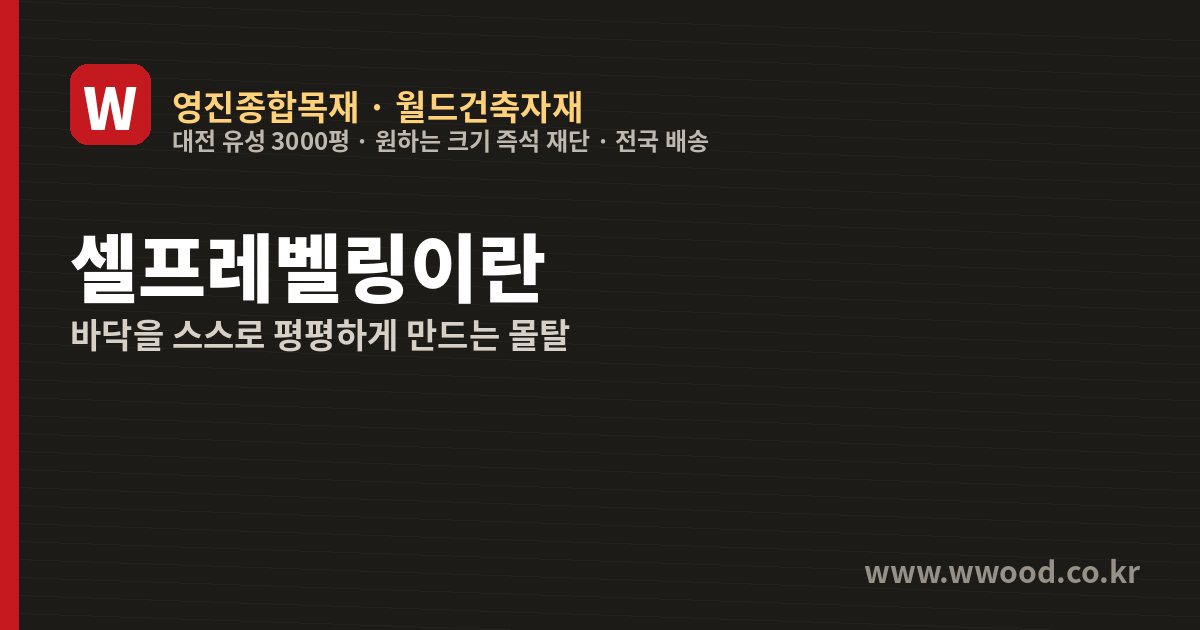 W
영진종합목재 · 월드건축자재
대전 유성 3000평 · 원하는 크기 즉석 재단 · 전국 배송
셀프레벨링이란
바닥을 스스로 평평하게 만드는 몰탈
www.wwood.co.kr